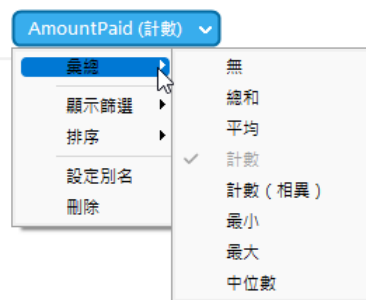 AmountPaid (計數)
彙總
顯示篩選
排序
設定別名
刪除
無
總和
平均
計數
計數 ( 相異 )
最小
最大
中位數